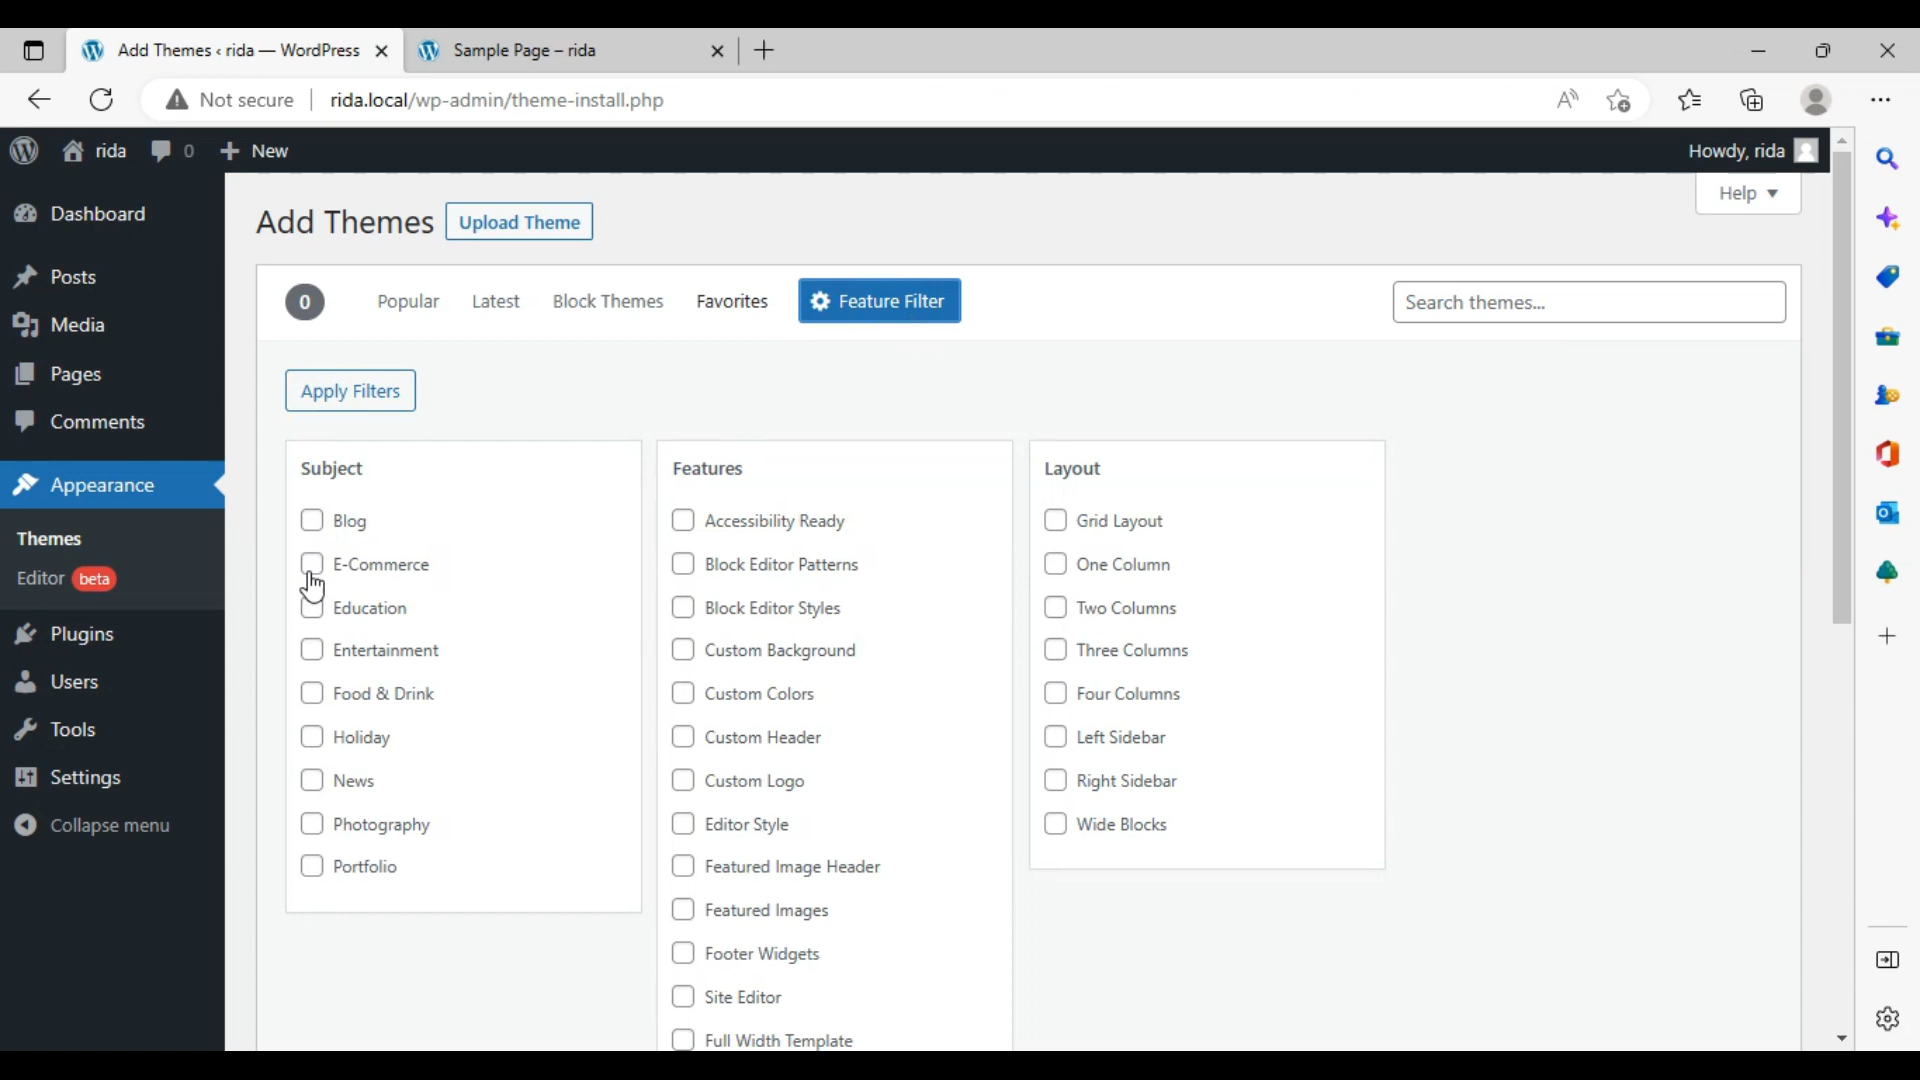 Add Themes ‹ rida — WordPress
Sample Page – rida
Not secure
rida.local/wp-admin/theme-install.php
rida
0
New
Howdy, rida
Help
Dashboard
Posts
Media
Pages
Comments
Appearance
Themes
Editor beta
Plugins
Users
Tools
Settings
Collapse menu
Add Themes
Upload Theme
0
Popular
Latest
Block Themes
Favorites
Feature Filter
Search themes...
Apply Filters
Subject
Blog
E-Commerce
Education
Entertainment
Food & Drink
Holiday
News
Photography
Portfolio
Features
Accessibility Ready
Block Editor Patterns
Block Editor Styles
Custom Background
Custom Colors
Custom Header
Custom Logo
Editor Style
Featured Image Header
Featured Images
Footer Widgets
Site Editor
Full Width Template
Layout
Grid Layout
One Column
Two Columns
Three Columns
Four Columns
Left Sidebar
Right Sidebar
Wide Blocks